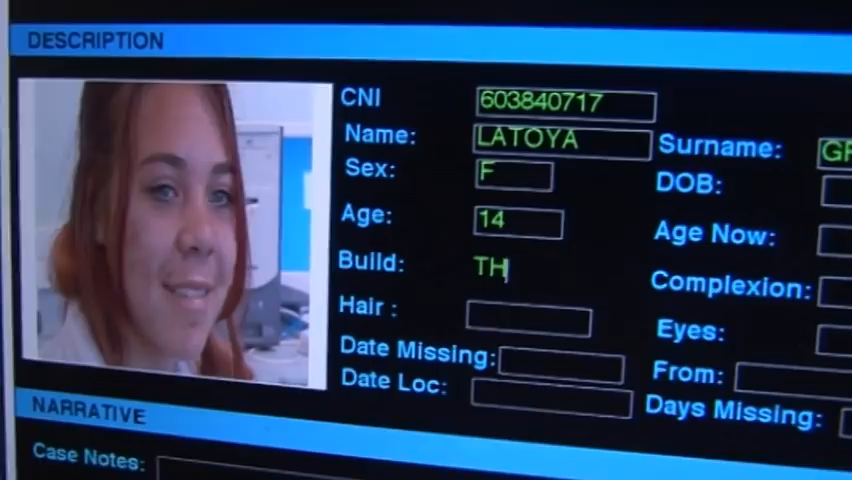 DESCRIPTION
CNI 603840717
Name: LATOYA Surname:
Sex: F DOB:
Age: 14 Age Now:
Build: TH Complexion:
Hair : Eyes:
Date Missing: From:
Date Loc: Days Missing:
NARRATIVE
Case Notes: